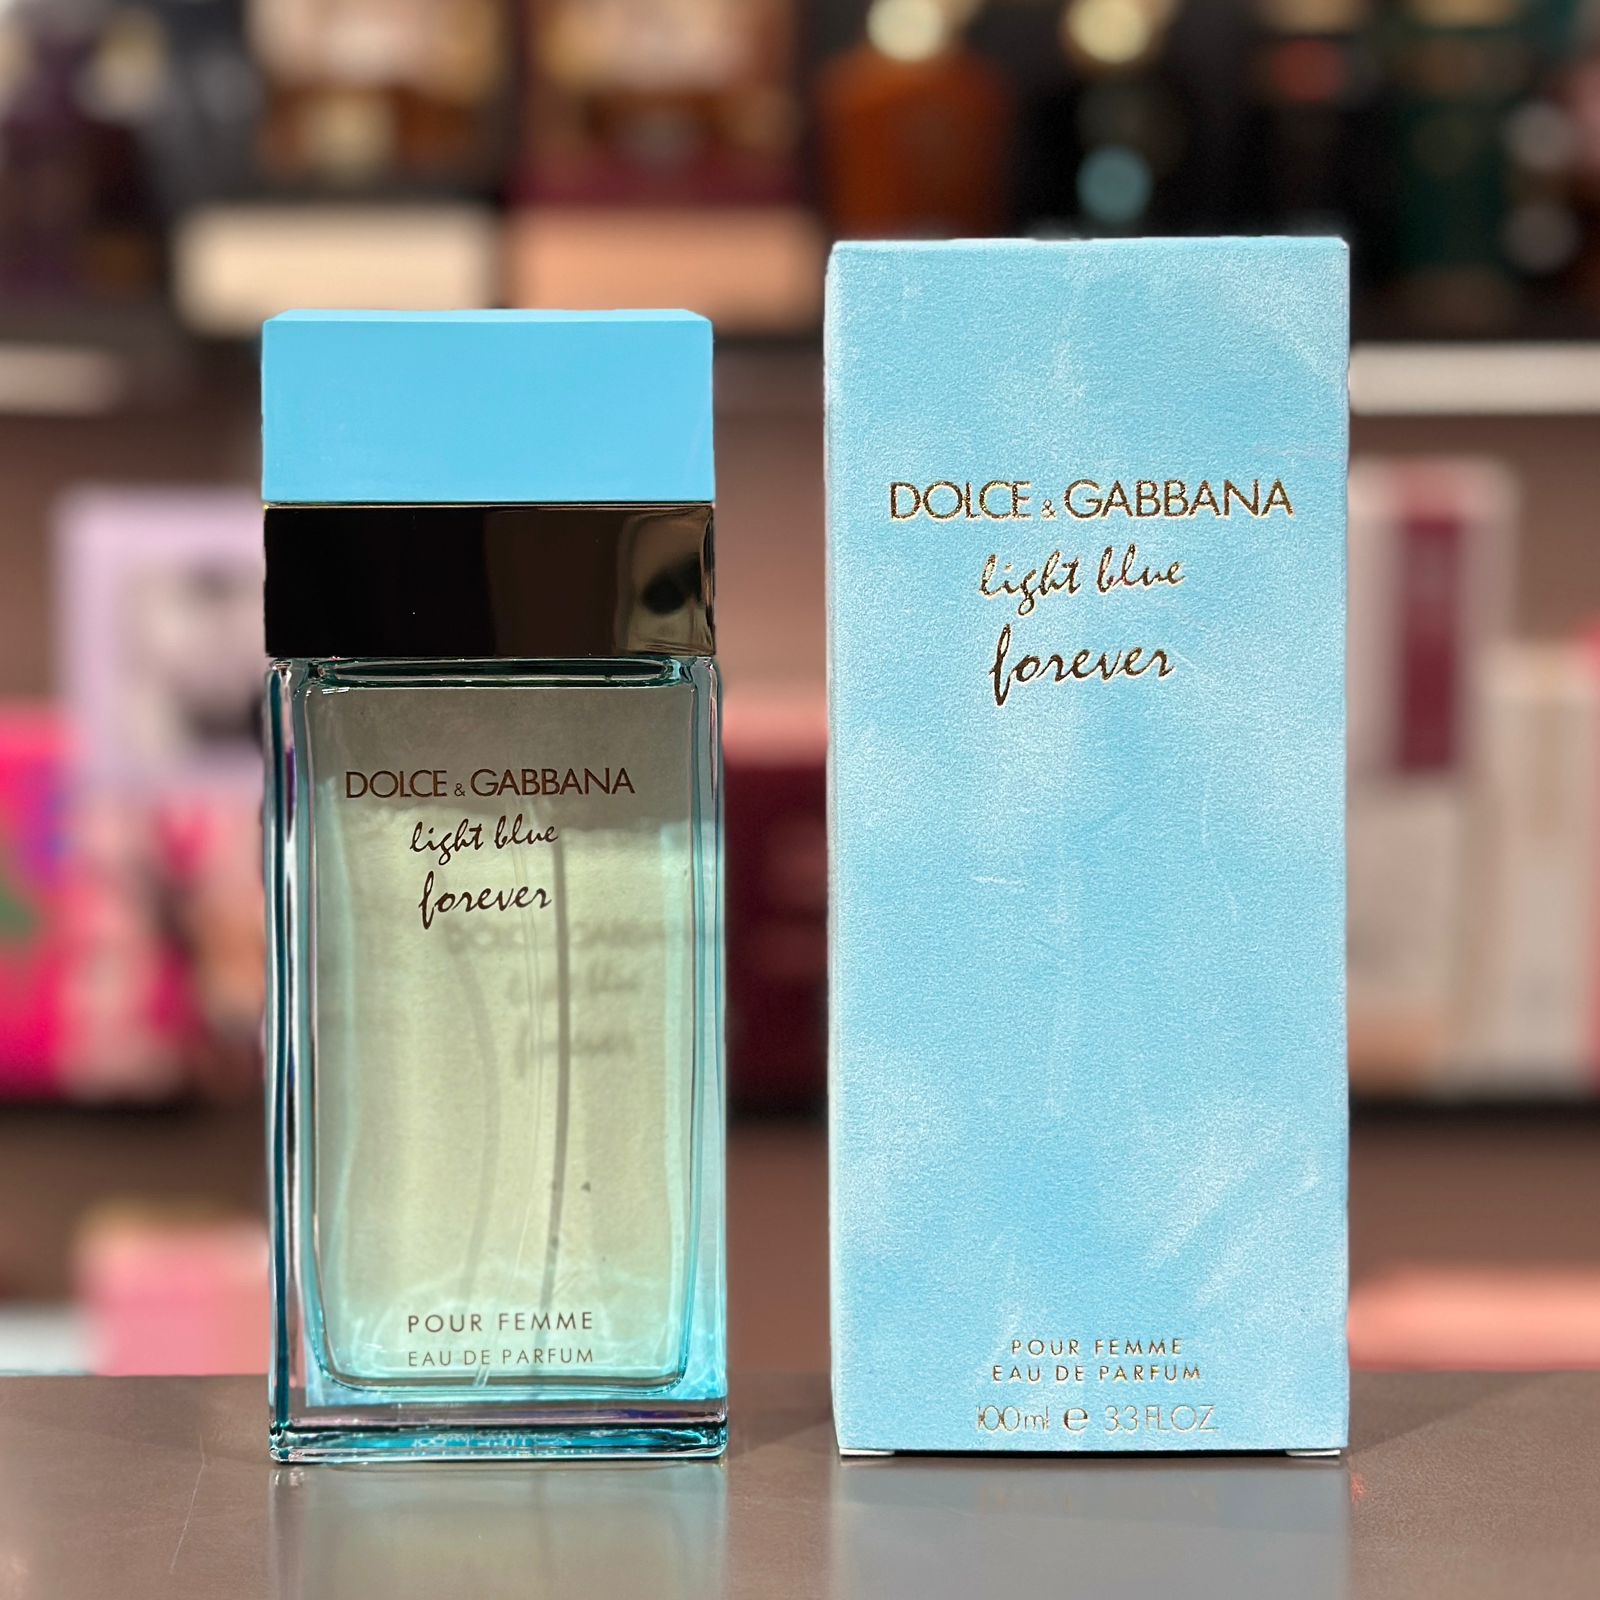 DOLCE & GABBANA
light blue
forever
POUR FEMME
EAU DE PARFUM
DOLCE & GABBANA
light blue
forever
POUR FEMME
EAU DE PARFUM
100ml ℮ 3.3 FL.OZ